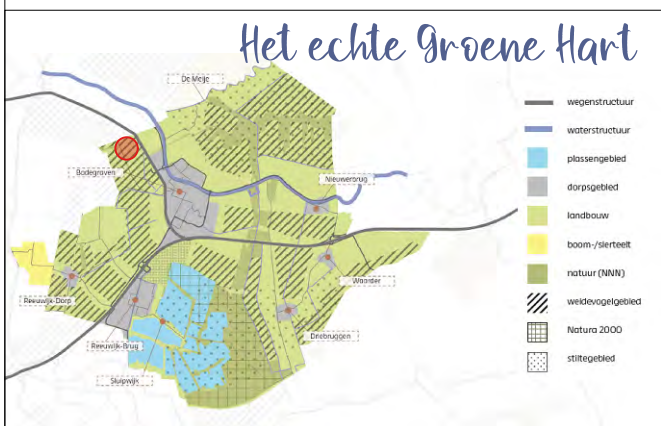 Het echte Groene Hart
De Meije
Bodegraven
Nieuwerbrug
Waarder
Reeuwijk-Dorp
Driebruggen
Reeuwijk-Brug
Sluipwijk
wegenstructuur
waterstructuur
plassengebied
dorpsgebied
landbouw
boom-/sierteelt
natuur (NNN)
weidevogelgebied
Natura 2000
stiltegebied